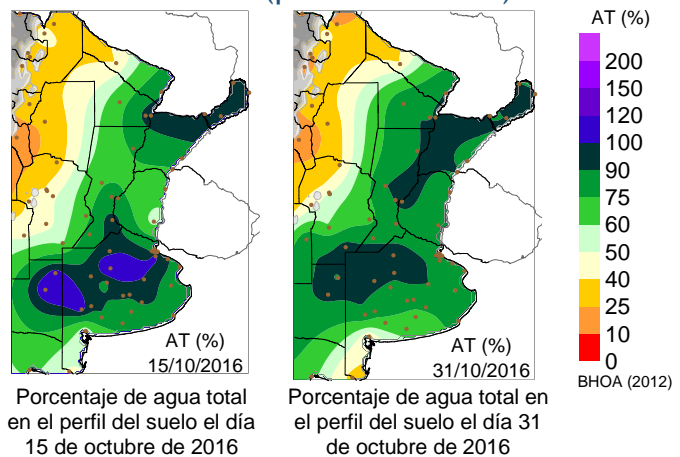 AT (%)
200
150
120
100
90
75
60
50
40
25
10
0
BHOA (2012)
AT (%)
15/10/2016
AT (%)
31/10/2016
Porcentaje de agua total
en el perfil del suelo el día
15 de octubre de 2016
Porcentaje de agua total en
el perfil del suelo el día 31
de octubre de 2016